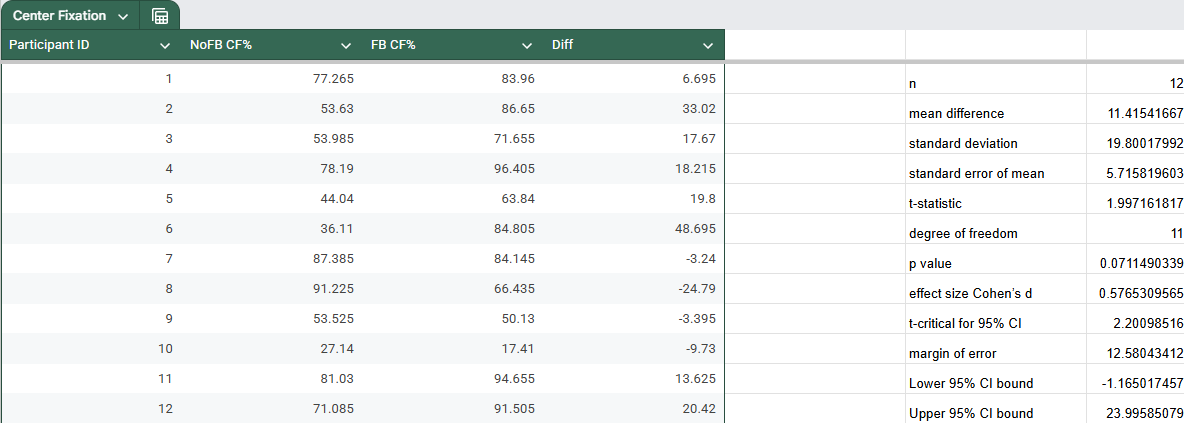 Center Fixation
Participant ID NoFB CF% FB CF% Diff
1 77.265 83.96 6.695 n 12
2 53.63 86.65 33.02 mean difference 11.41541667
3 53.985 71.655 17.67 standard deviation 19.80017992
4 78.19 96.405 18.215 standard error of mean 5.715819603
5 44.04 63.84 19.8 t-statistic 1.997161817
6 36.11 84.805 48.695 degree of freedom 11
7 87.385 84.145 -3.24 p value 0.0711490339
8 91.225 66.435 -24.79 effect size Cohen's d 0.5765309565
9 53.525 50.13 -3.395 t-critical for 95% CI 2.20098516
10 27.14 17.41 -9.73 margin of error 12.58043412
11 81.03 94.655 13.625 Lower 95% CI bound -1.165017457
12 71.085 91.505 20.42 Upper 95% CI bound 23.99585079